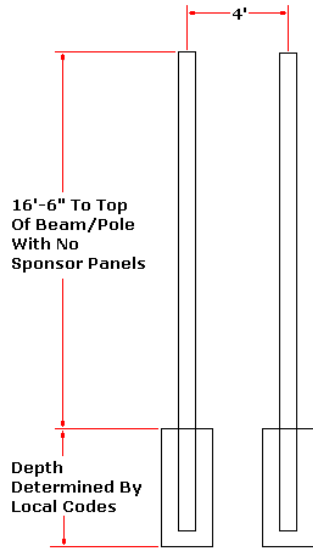 4'
16'-6" To Top
Of Beam/Pole
With No
Sponsor Panels
Depth
Determined By
Local Codes